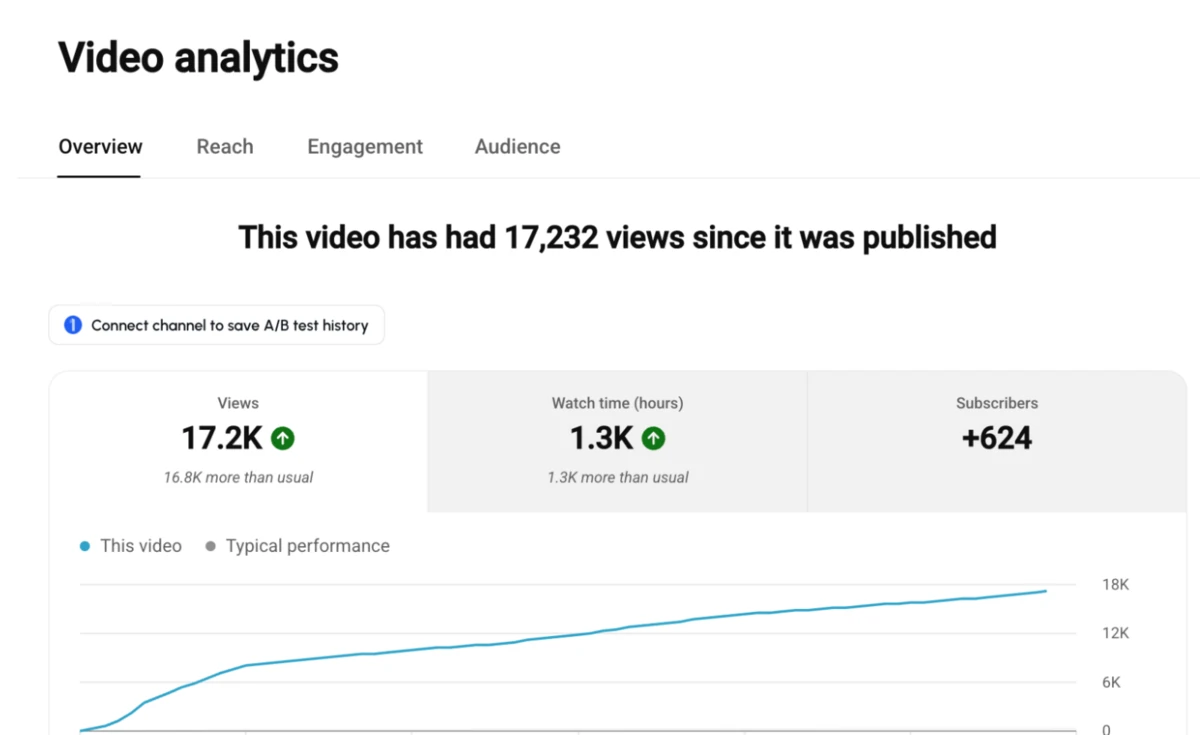 Video analytics
Overview Reach Engagement Audience
This video has had 17,232 views since it was published
Connect channel to save A/B test history
Views Watch time (hours) Subscribers
17.2K 1.3K +624
16.8K more than usual 1.3K more than usual
This video Typical performance
18K
12K
6K
0